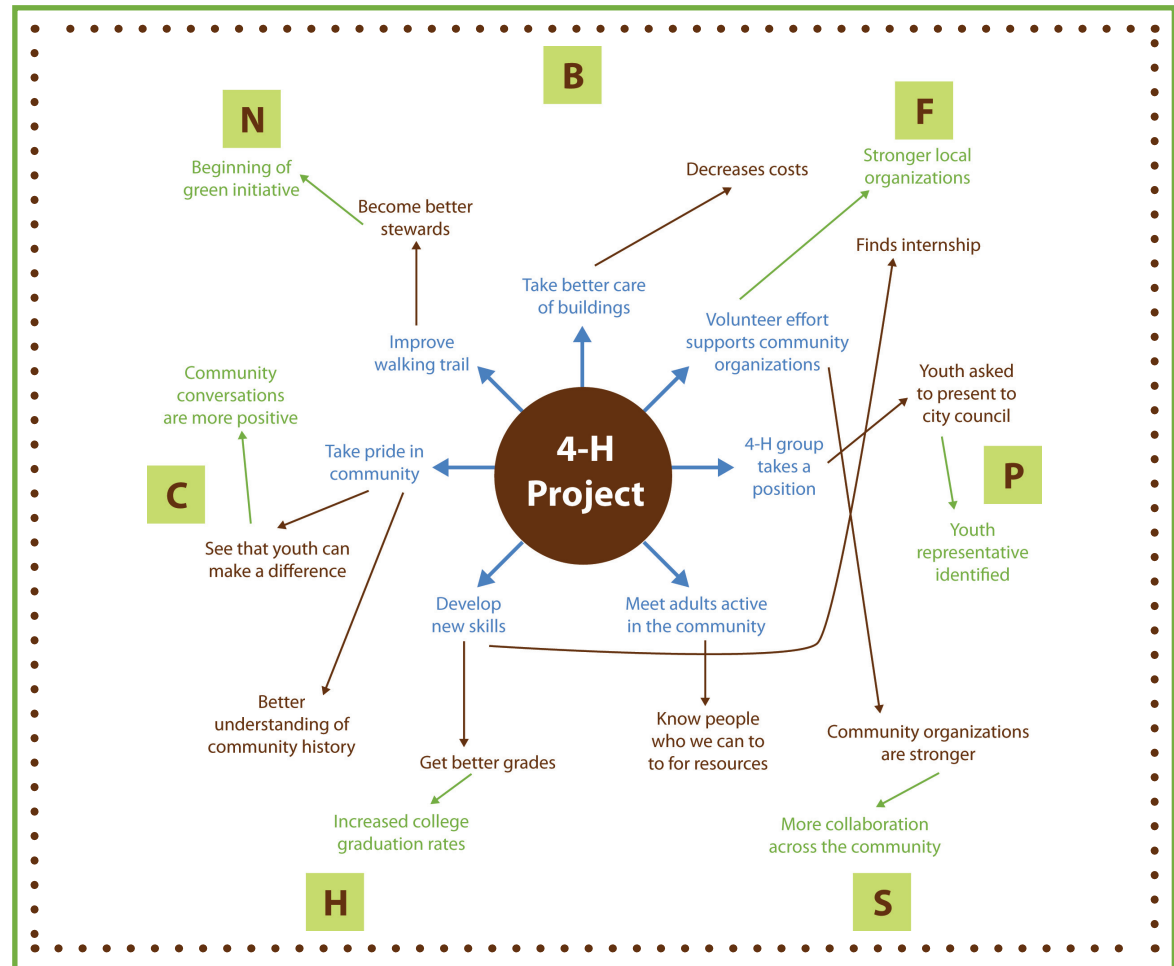 B
N
F
Beginning of
green initiative
Become better
stewards
Decreases costs
Stronger local
organizations
Finds internship
Take better care
of buildings
Improve
walking trail
Volunteer effort
supports community
organizations
Community
conversations
are more positive
Youth asked
to present to
city council
Take pride in
community
4-H
Project
4-H group
takes a
position
C
P
See that youth can
make a difference
Youth
representative
identified
Develop
new skills
Meet adults active
in the community
Better
understanding of
community history
Know people
who we can to
to for resources
Community organizations
are stronger
Get better grades
Increased college
graduation rates
More collaboration
across the community
H
S